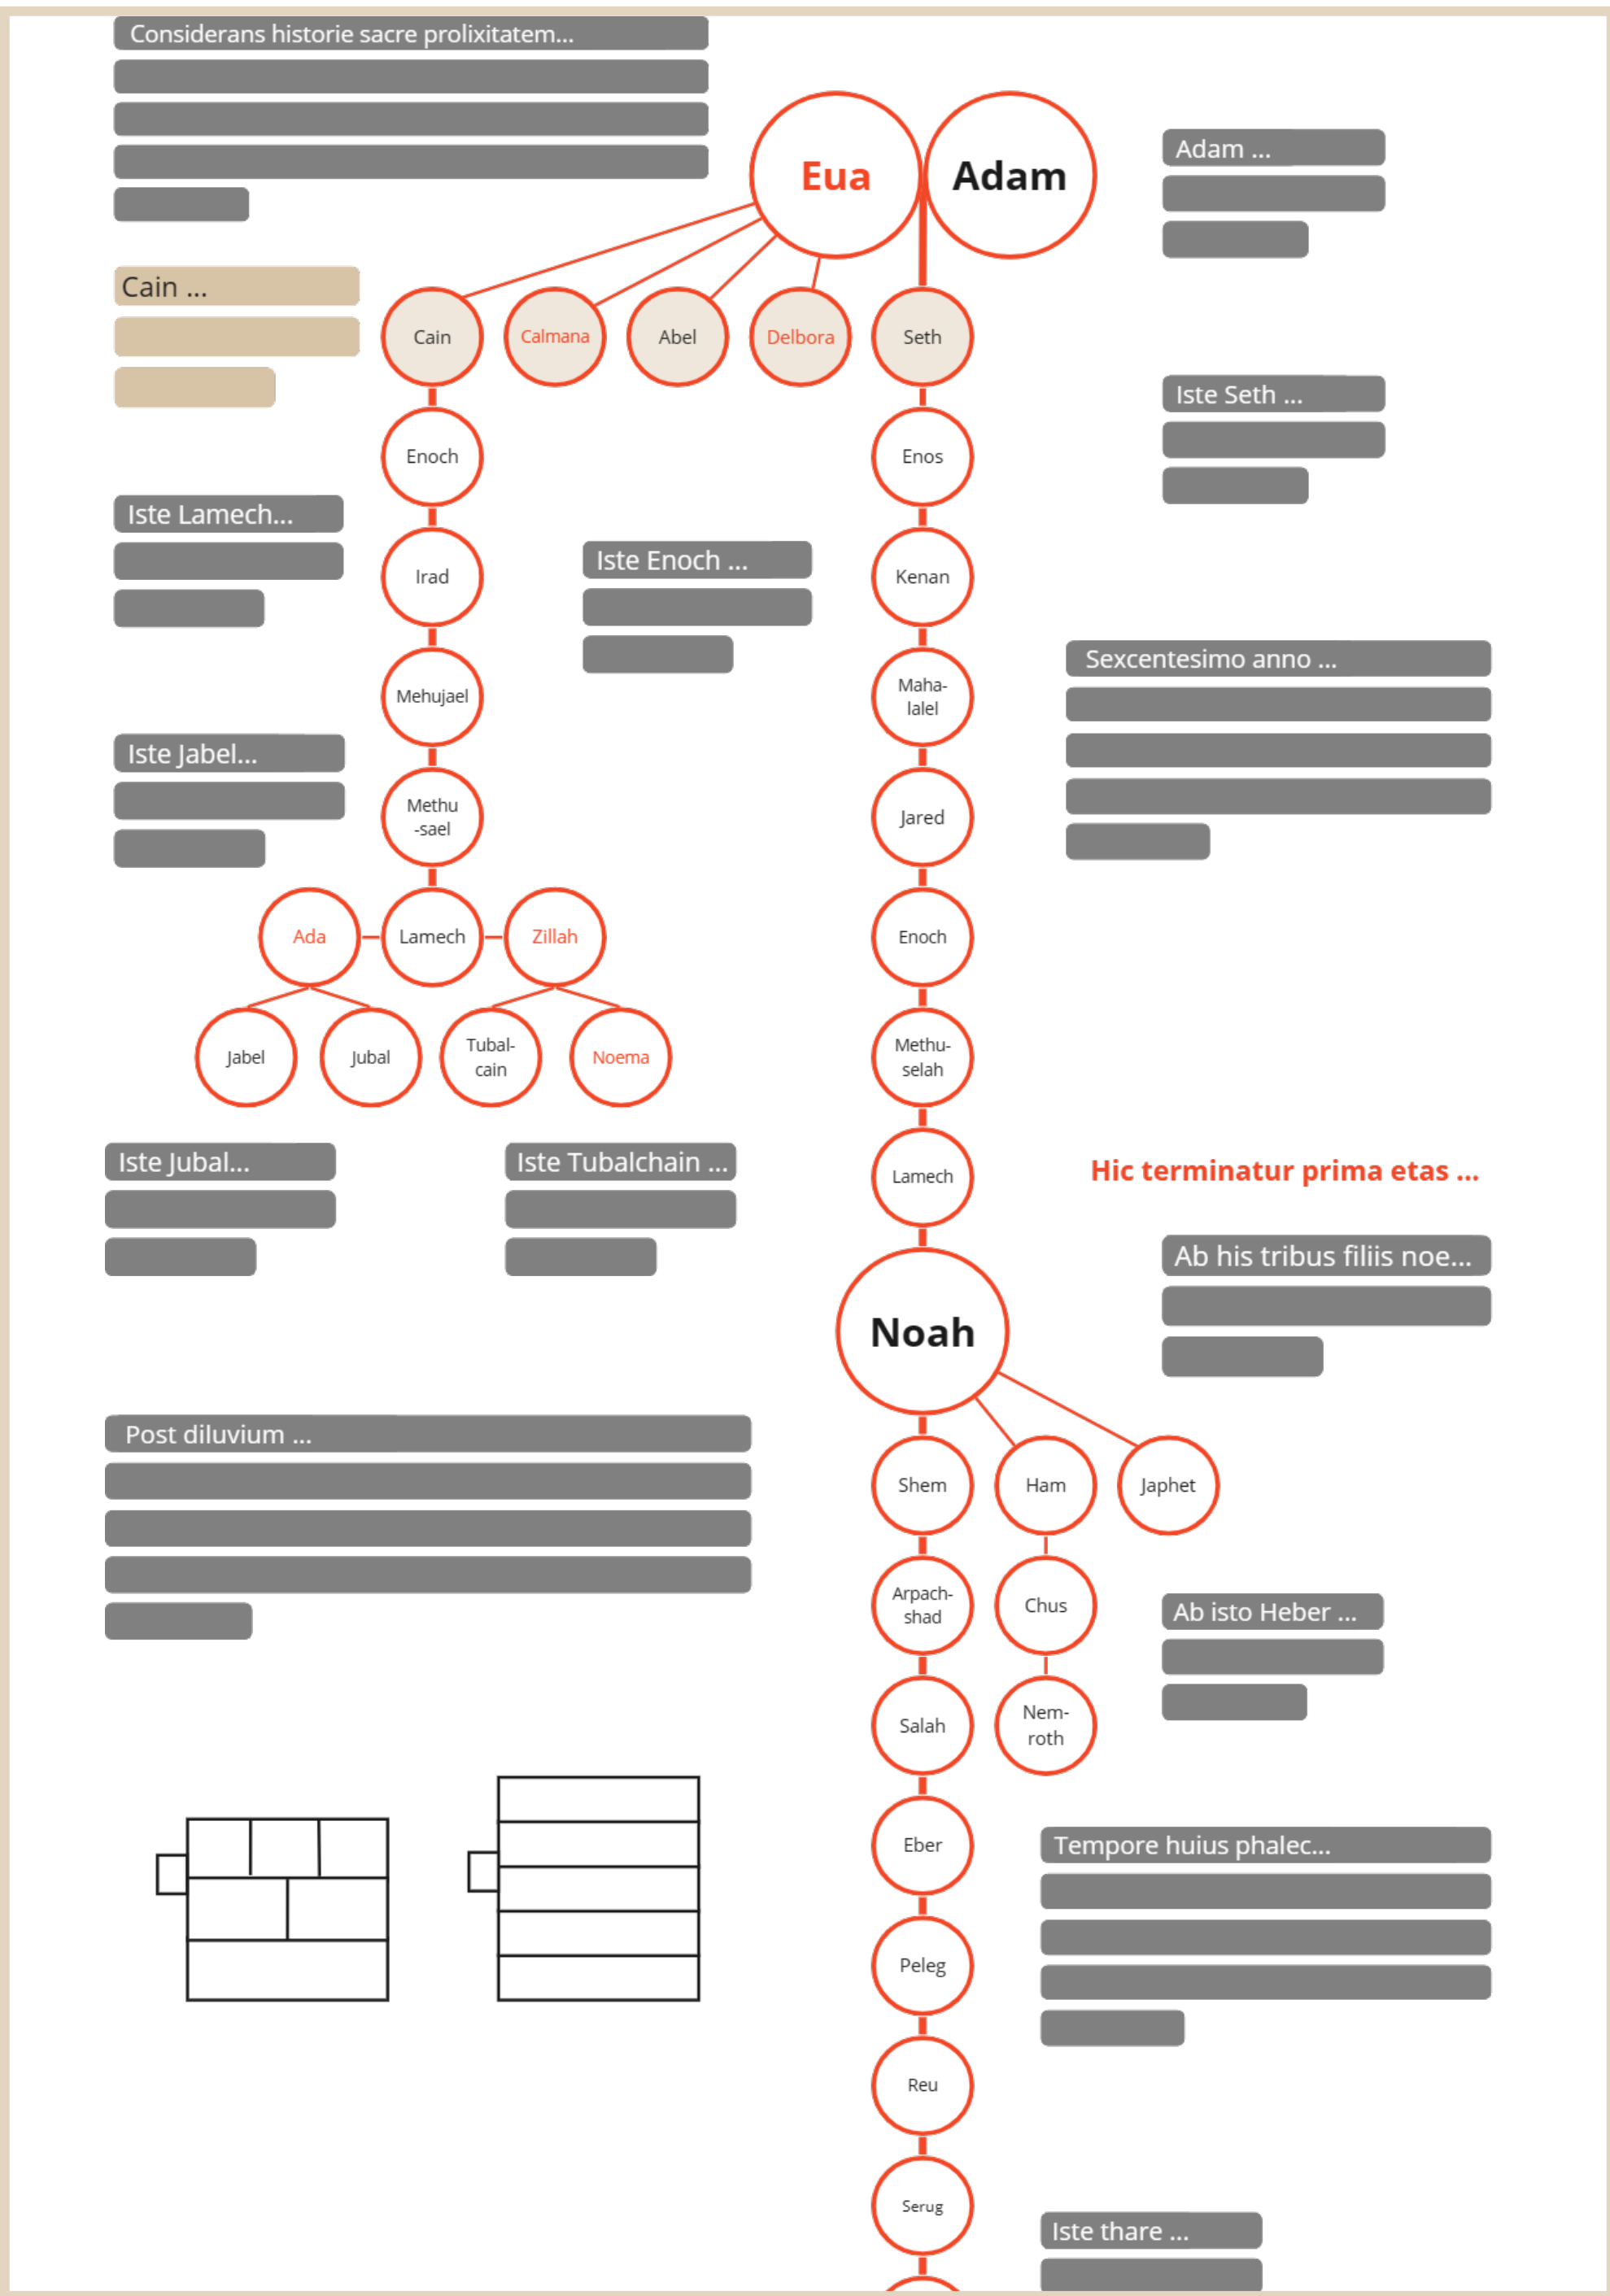 Considerans historie sacre prolixitatem...
Eua
Adam
Adam ...
Cain ...
Cain
Calmana
Abel
Delbora
Seth
Iste Seth ...
Enoch
Enos
Iste Lamech...
Iste Enoch ...
Irad
Kenan
Sexcentesimo anno ...
Mehujael
Maha-
lalel
Iste Jabel...
Methu
-sael
Jared
Ada
Lamech
Zillah
Enoch
Jabel
Jubal
Tubal-
cain
Noema
Methu-
selah
Iste Jubal...
Iste Tubalchain ...
Lamech
Hic terminatur prima etas ...
Ab his tribus filiis noe...
Noah
Post diluvium ...
Shem
Ham
Japhet
Arpach-
shad
Chus
Ab isto Heber ...
Salah
Nem-
roth
Eber
Tempore huius phalec...
Peleg
Reu
Serug
Iste thare ...